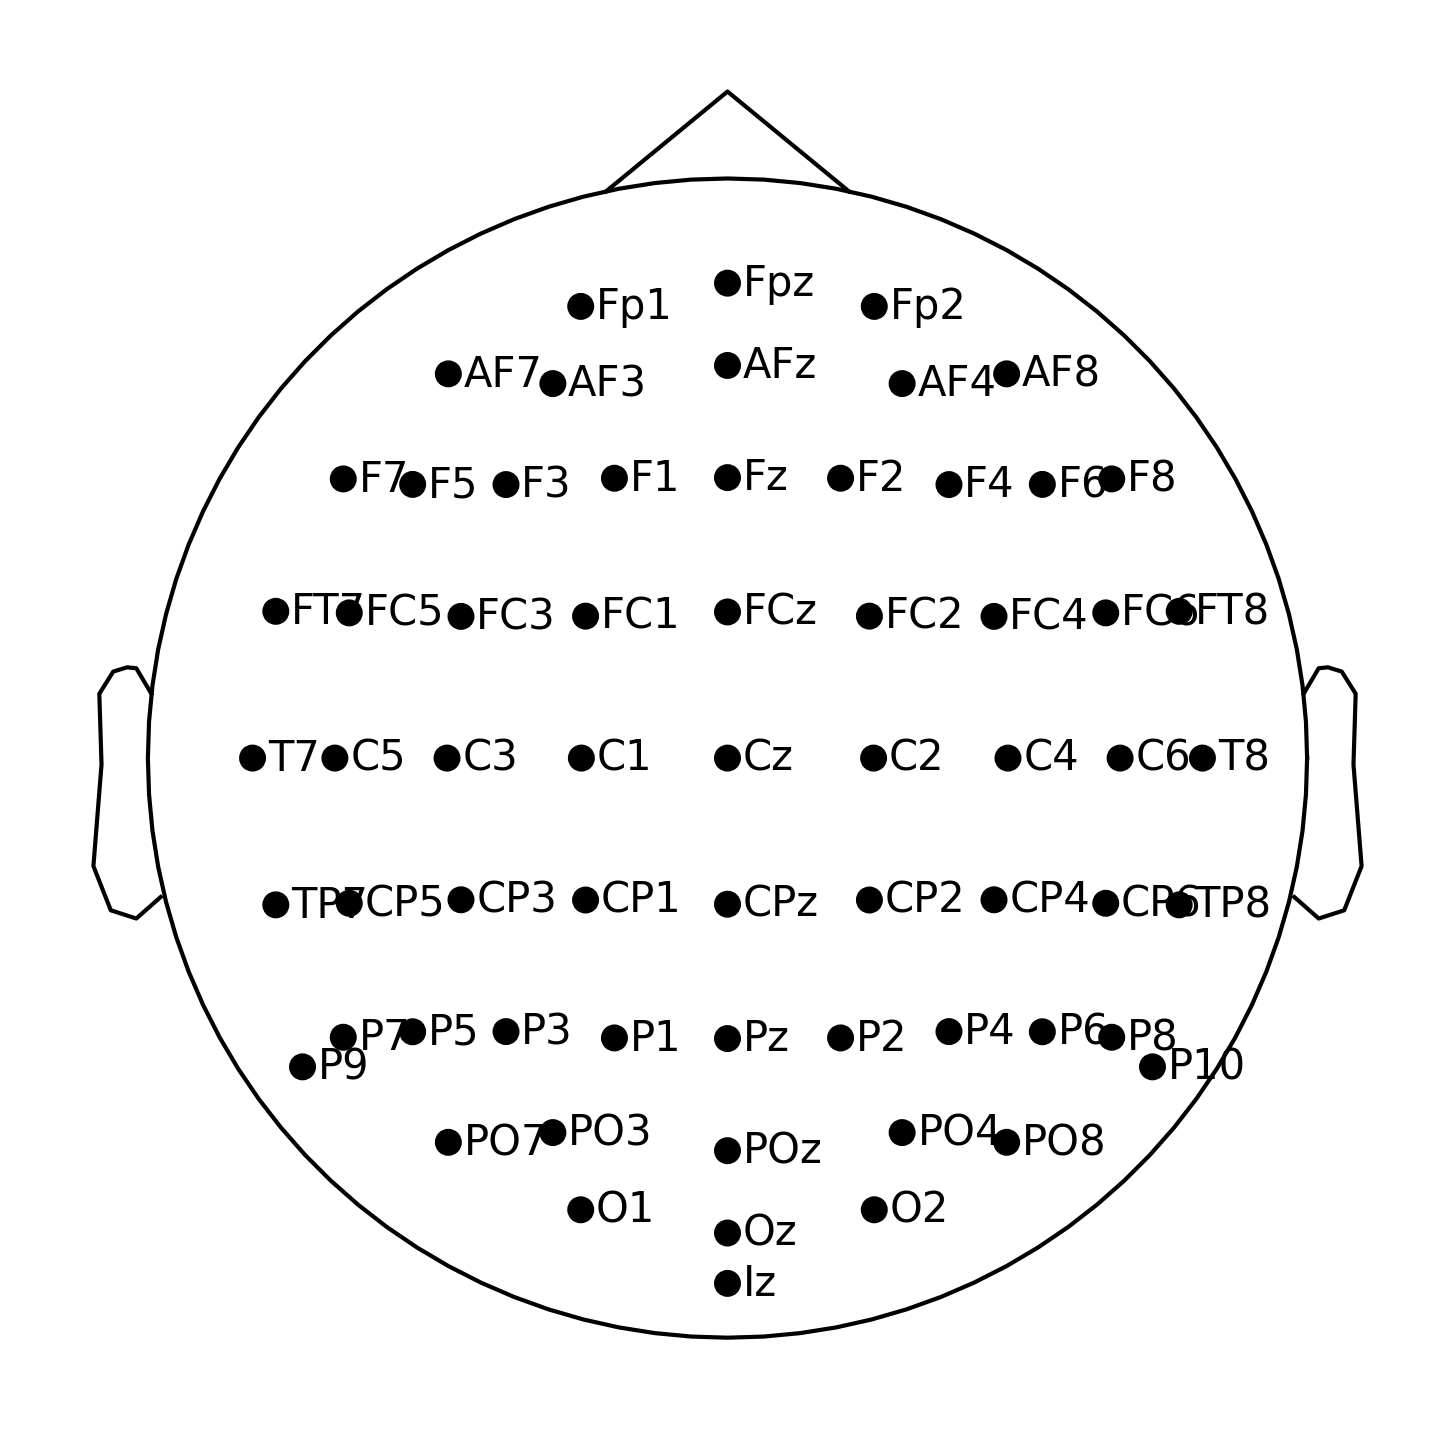 Fpz
Fp1 Fp2
AFz
AF7 AF3 AF4 AF8
F7 F5 F3 F1 Fz F2 F4 F6 F8
FT7 FC5 FC3 FC1 FCz FC2 FC4 FC6 FT8
T7 C5 C3 C1 Cz C2 C4 C6 T8
TP7 CP5 CP3 CP1 CPz CP2 CP4 CP6 TP8
P7 P5 P3 P1 Pz P2 P4 P6 P8
P9 P10
PO7 PO3 POz PO4 PO8
O1 O2
Oz
Iz